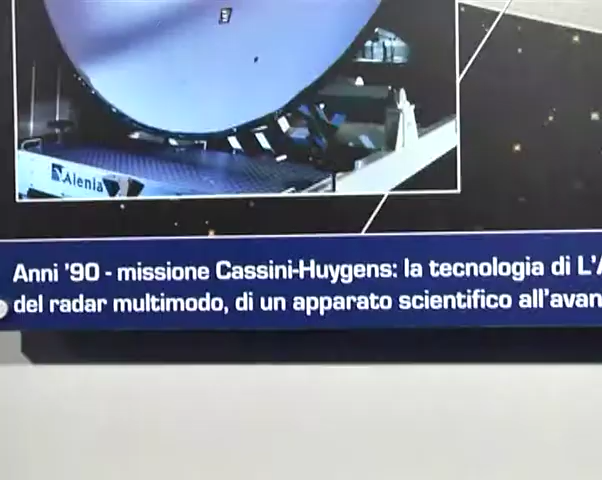 Alenia
Anni '90 - missione Cassini-Huygens: la tecnologia di L'A
del radar multimodo, di un apparato scientifico all'avan